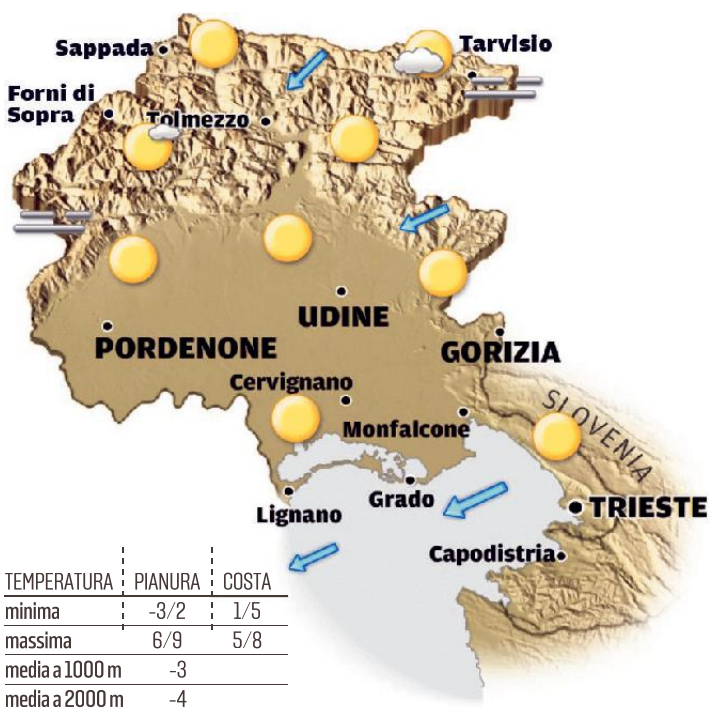 Sappada
Tarvisio
Forni di
Sopra
Tolmezzo
UDINE
PORDENONE
GORIZIA
Cervignano
SLOVENIA
Monfalcone
Grado
TRIESTE
Lignano
Capodistria
TEMPERATURA PIANURA COSTA
minima -3/2 1/5
massima 6/9 5/8
media a 1000 m -3
media a 2000 m -4